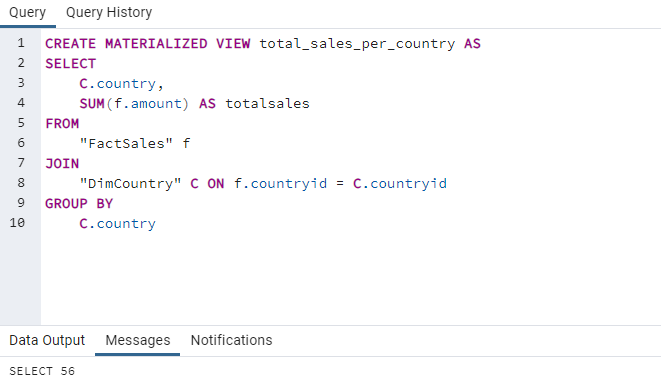 Query Query History
1 CREATE MATERIALIZED VIEW total_sales_per_country AS
2 SELECT
3 C.country,
4 SUM(f.amount) AS totalsales
5 FROM
6 "FactSales" f
7 JOIN
8 "DimCountry" C ON f.countryid = C.countryid
9 GROUP BY
10 C.country
Data Output Messages Notifications
SELECT 56